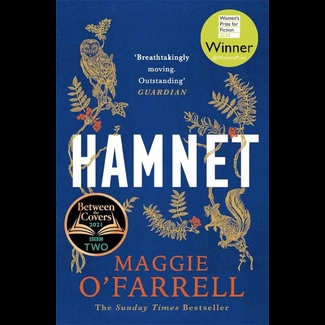 Women's
Prize for
Fiction
Winner
'Breathtakingly
moving.
Outstanding'
GUARDIAN
HAMNET
Between
the
Covers
2021
BBC
TWO
MAGGIE
O'FARRELL
The Sunday Times Bestseller